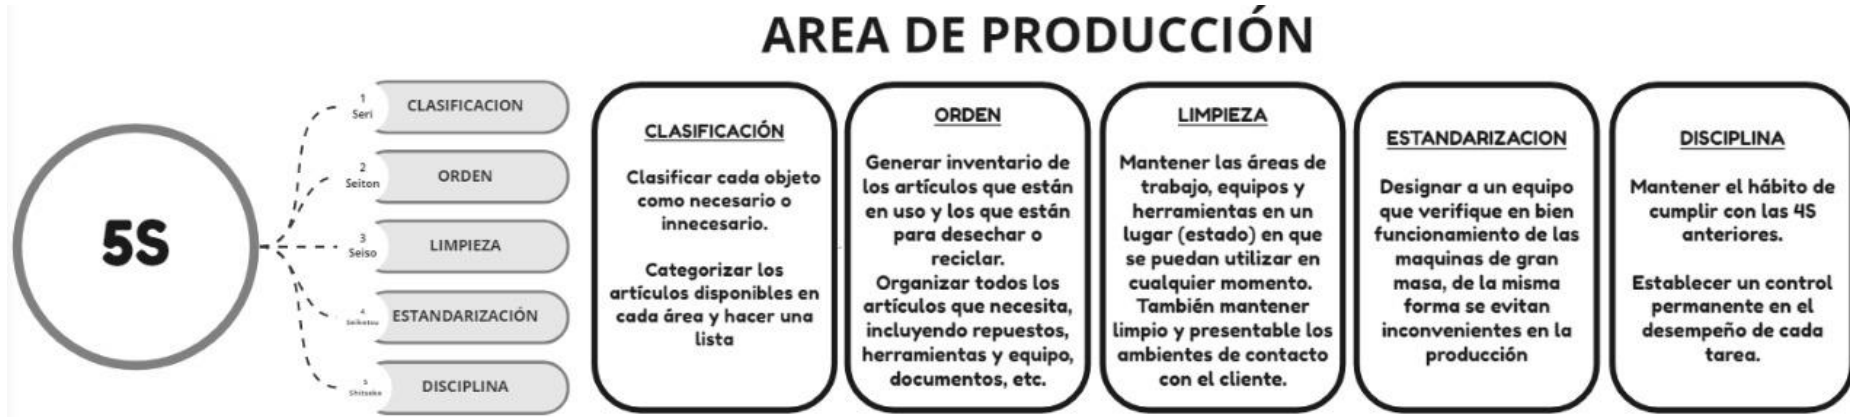 AREA DE PRODUCCIÓN
5S
1
Seri
CLASIFICACION
2
Seiton
ORDEN
3
Seiso
LIMPIEZA
4
Seiketsu
ESTANDARIZACIÓN
5
Shitsuke
DISCIPLINA
CLASIFICACIÓN
Clasificar cada objeto
como necesario o
innecesario.
Categorizar los
artículos disponibles en
cada área y hacer una
lista
ORDEN
Generar inventario de
los artículos que están
en uso y los que están
para desechar o
reciclar.
Organizar todos los
artículos que necesita,
incluyendo repuestos,
herramientas y equipo,
documentos, etc.
LIMPIEZA
Mantener las áreas de
trabajo, equipos y
herramientas en un
lugar (estado) en que
se puedan utilizar en
cualquier momento.
También mantener
limpio y presentable los
ambientes de contacto
con el cliente.
ESTANDARIZACION
Designar a un equipo
que verifique en bien
funcionamiento de las
maquinas de gran
masa, de la misma
forma se evitan
inconvenientes en la
producción
DISCIPLINA
Mantener el hábito de
cumplir con las 4S
anteriores.
Establecer un control
permanente en el
desempeño de cada
tarea.